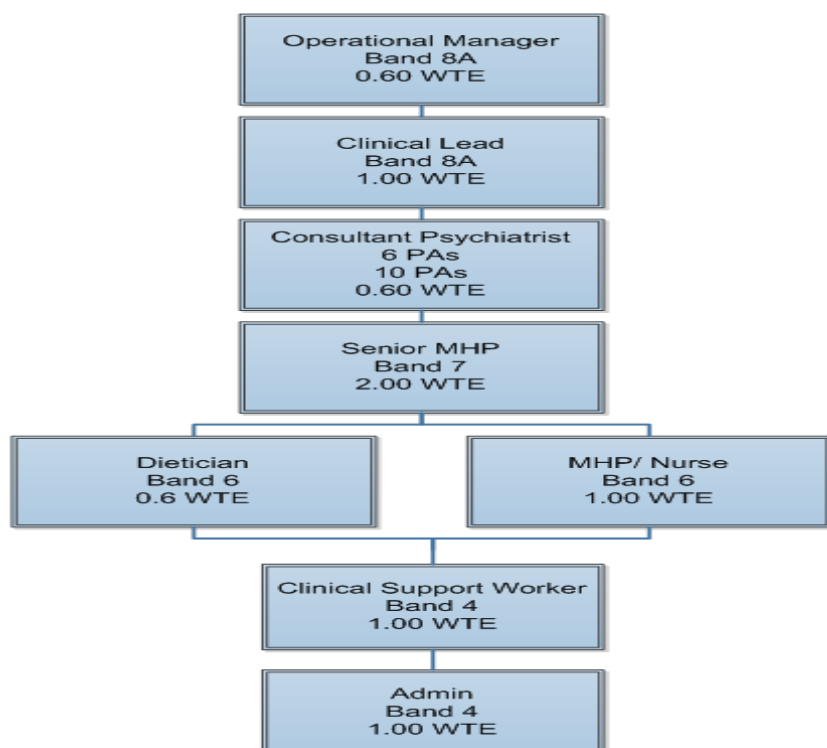 Operational Manager
Band 8A
0.60 WTE
Clinical Lead
Band 8A
1.00 WTE
Consultant Psychiatrist
6 PAs
10 PAs
0.60 WTE
Senior MHP
Band 7
2.00 WTE
Dietician
Band 6
0.6 WTE
MHP/ Nurse
Band 6
1.00 WTE
Clinical Support Worker
Band 4
1.00 WTE
Admin
Band 4
1.00 WTE